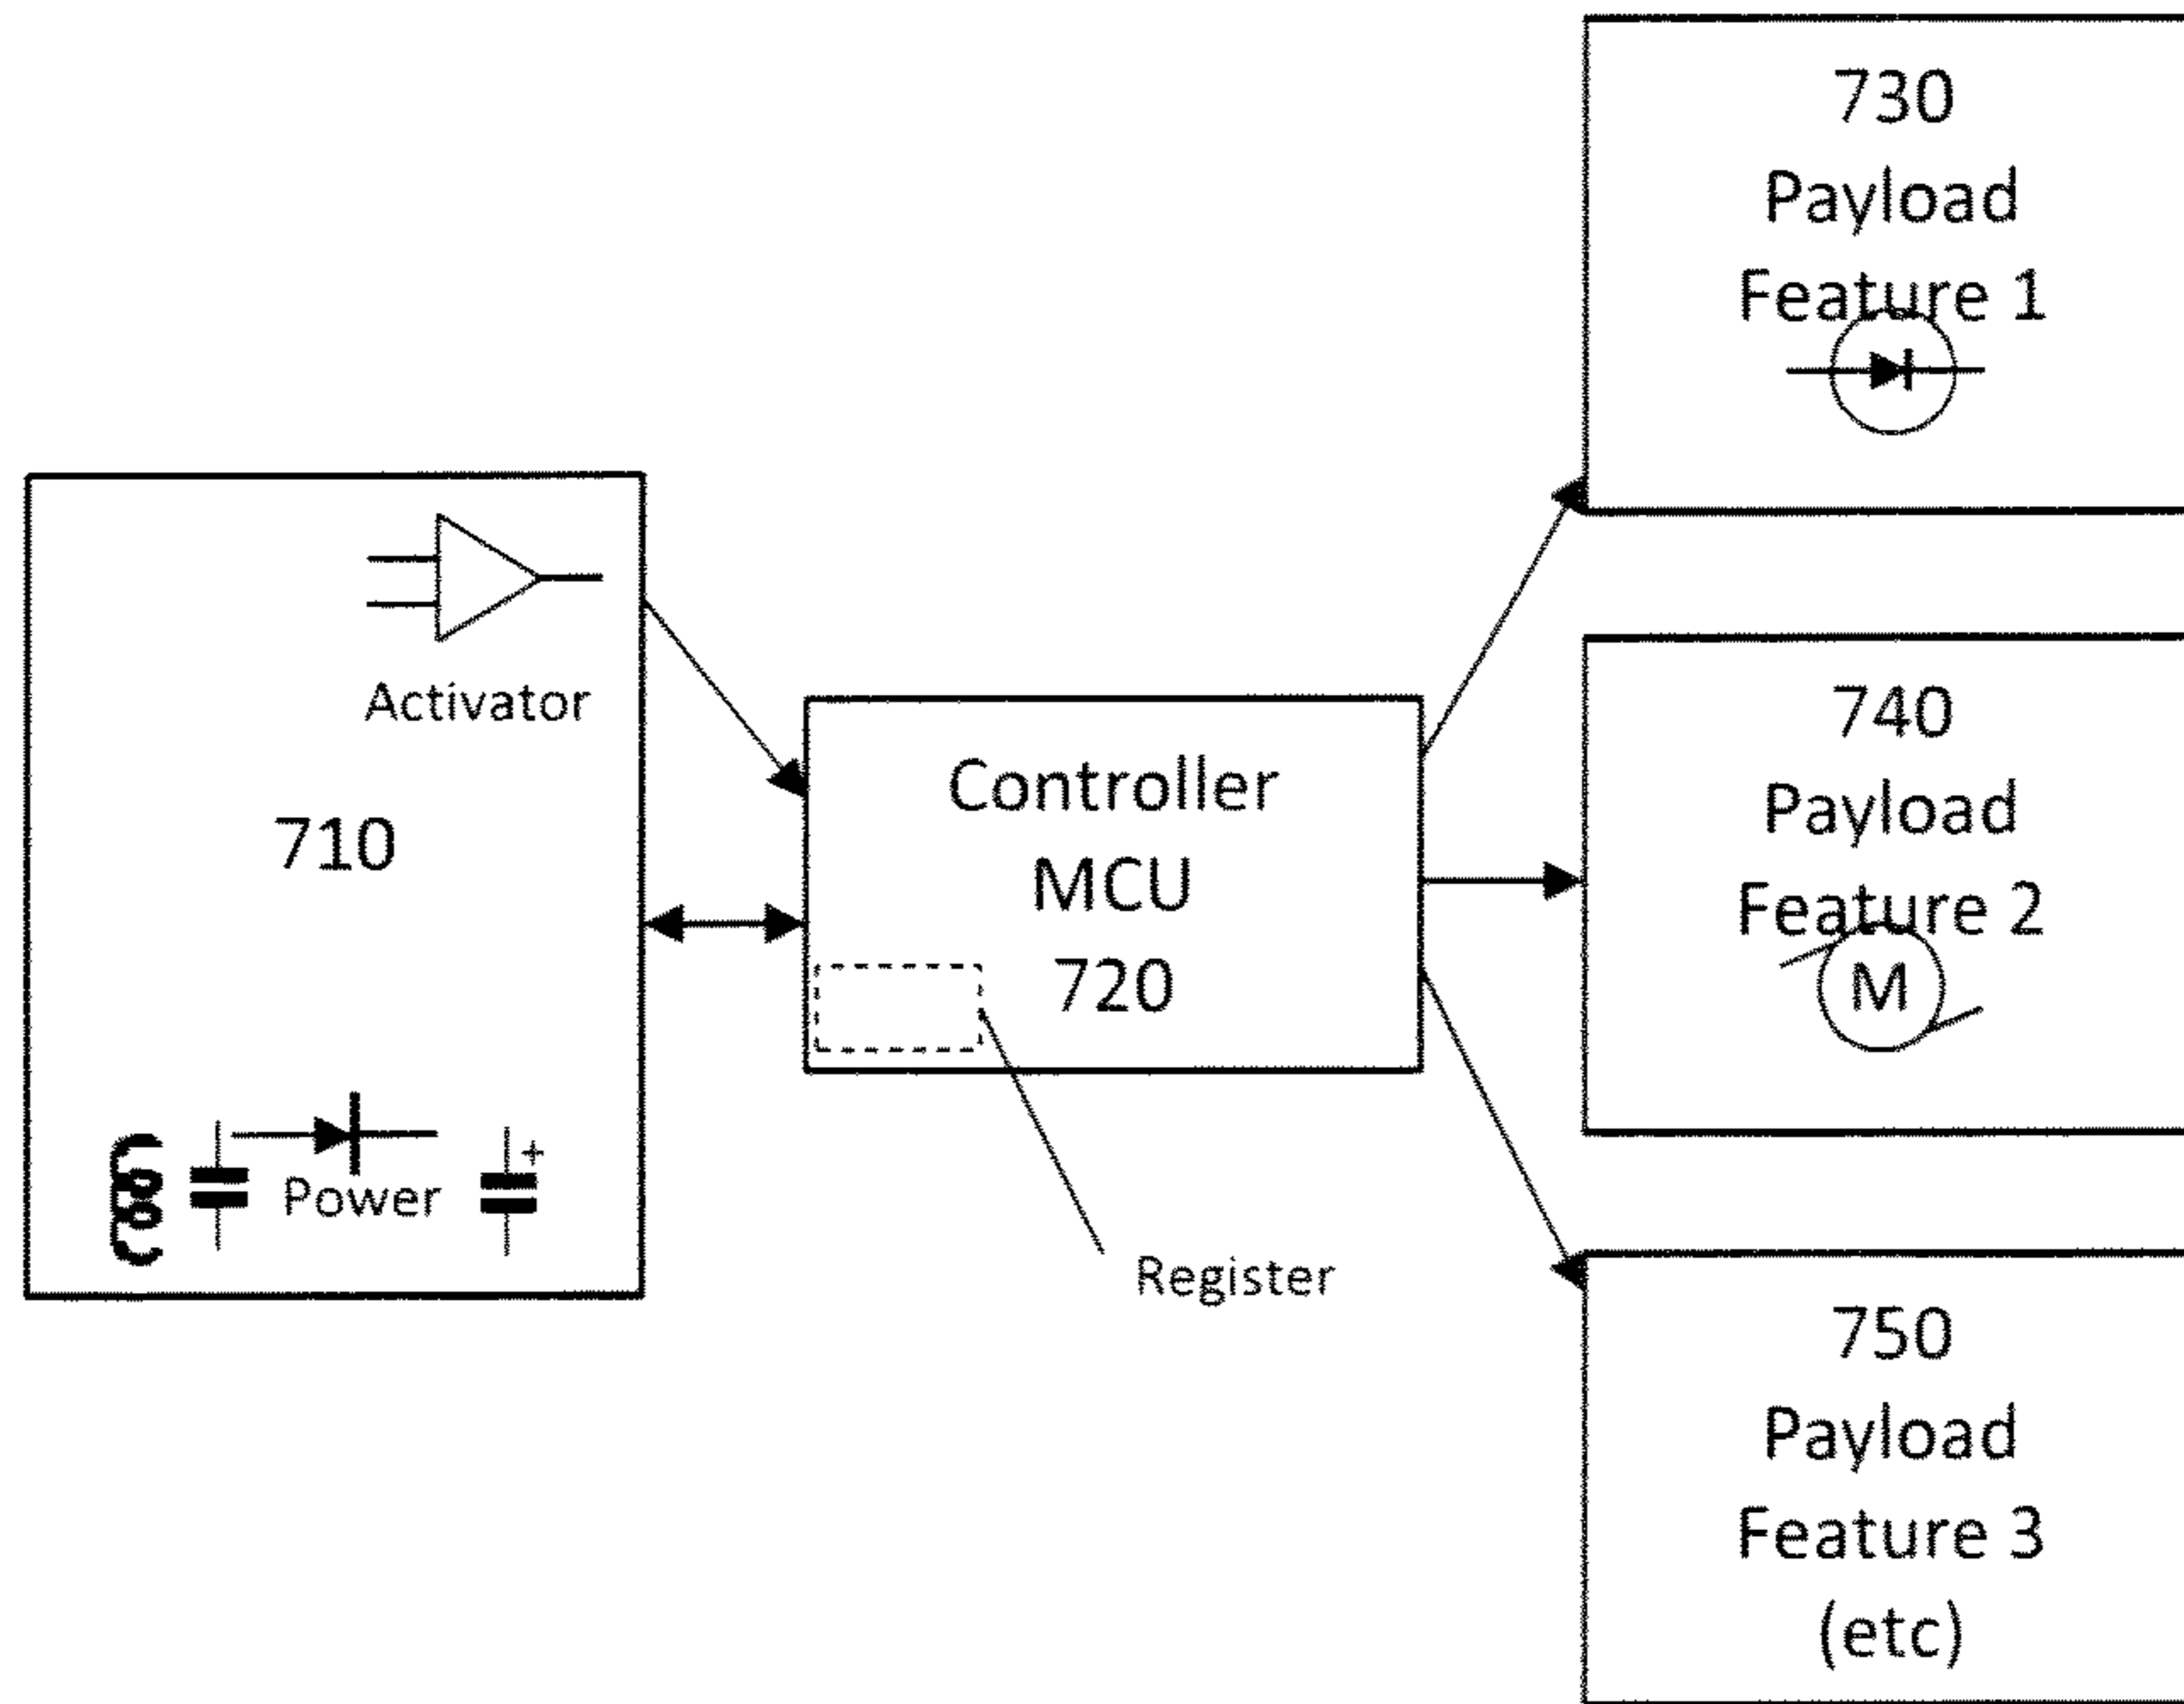 730
Payload
Feature 1
Activator
710
+
Power
Controller
MCU
720
Register
740
Payload
Feature 2
M
750
Payload
Feature 3
(etc)